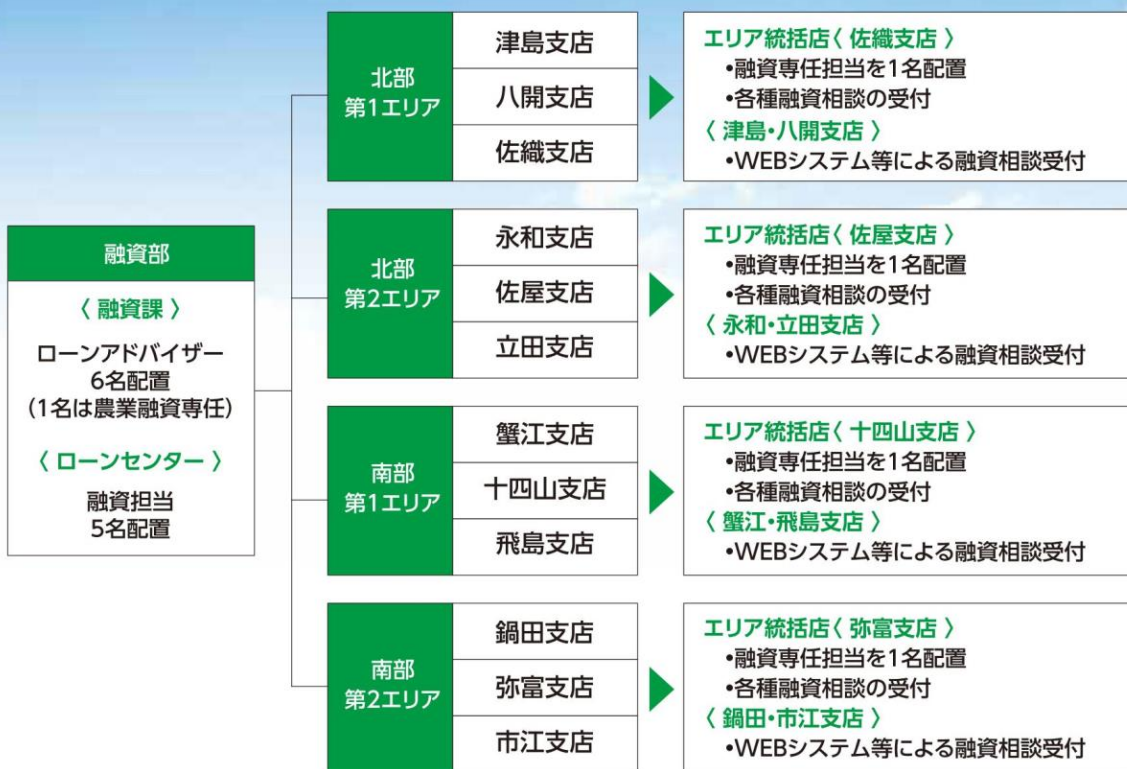 融資部
〈 融資課 〉
ローンアドバイザー
6名配置
(1名は農業融資専任)
〈 ローンセンター 〉
融資担当
5名配置
北部
第1エリア
津島支店
八開支店
佐織支店
エリア統括店〈 佐織支店 〉
•融資専任担当を1名配置
•各種融資相談の受付
〈 津島・八開支店 〉
•WEBシステム等による融資相談受付
北部
第2エリア
永和支店
佐屋支店
立田支店
エリア統括店〈 佐屋支店 〉
•融資専任担当を1名配置
•各種融資相談の受付
〈 永和・立田支店 〉
•WEBシステム等による融資相談受付
南部
第1エリア
蟹江支店
十四山支店
飛島支店
エリア統括店〈 十四山支店 〉
•融資専任担当を1名配置
•各種融資相談の受付
〈 蟹江・飛島支店 〉
•WEBシステム等による融資相談受付
南部
第2エリア
鍋田支店
弥富支店
市江支店
エリア統括店〈 弥富支店 〉
•融資専任担当を1名配置
•各種融資相談の受付
〈 鍋田・市江支店 〉
•WEBシステム等による融資相談受付